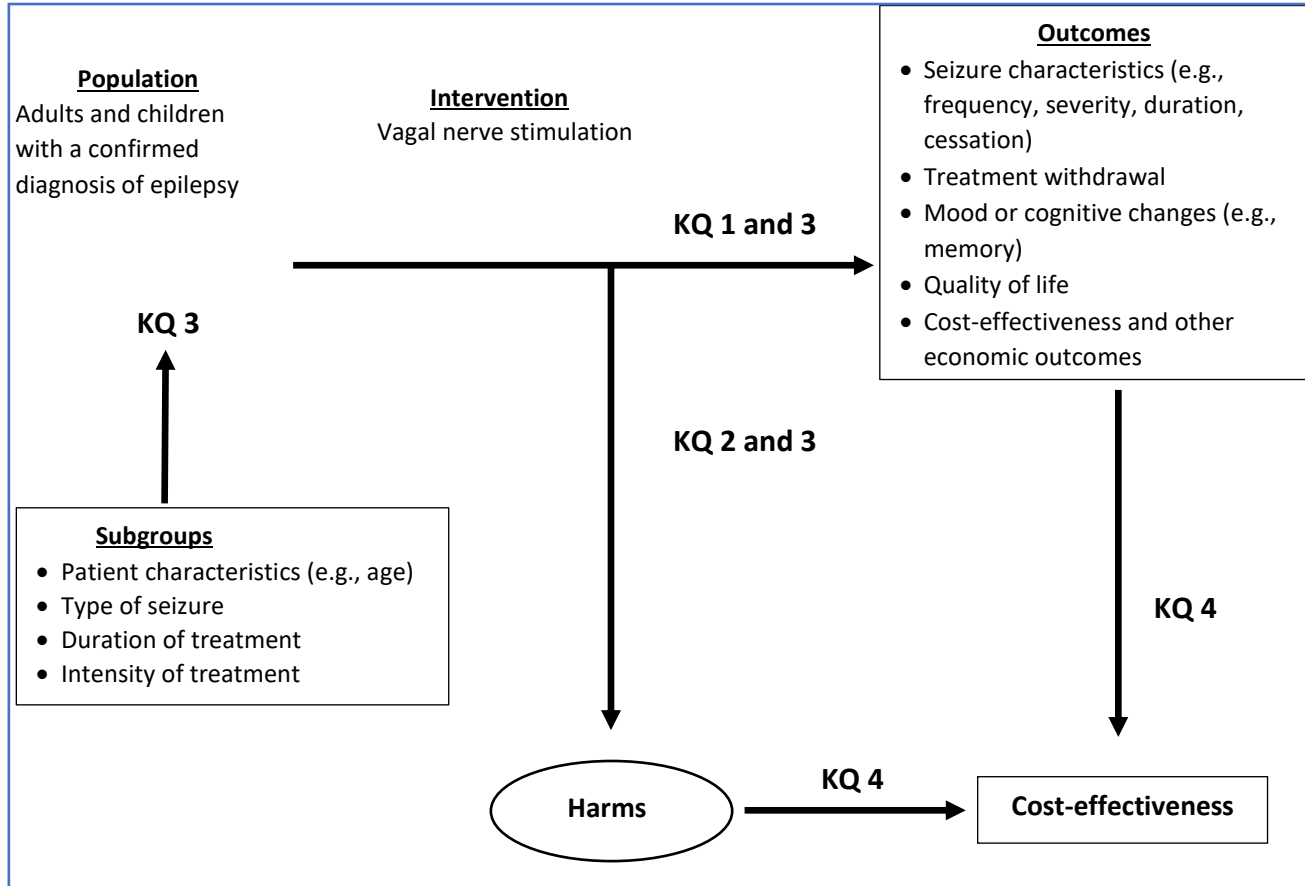 Population
Adults and children
with a confirmed
diagnosis of epilepsy
Intervention
Vagal nerve stimulation
Outcomes
• Seizure characteristics (e.g.,
frequency, severity, duration,
cessation)
• Treatment withdrawal
• Mood or cognitive changes (e.g.,
memory)
• Quality of life
• Cost-effectiveness and other
economic outcomes
KQ 1 and 3
KQ 3
KQ 2 and 3
Subgroups
• Patient characteristics (e.g., age)
• Type of seizure
• Duration of treatment
• Intensity of treatment
KQ 4
Harms
KQ 4
Cost-effectiveness